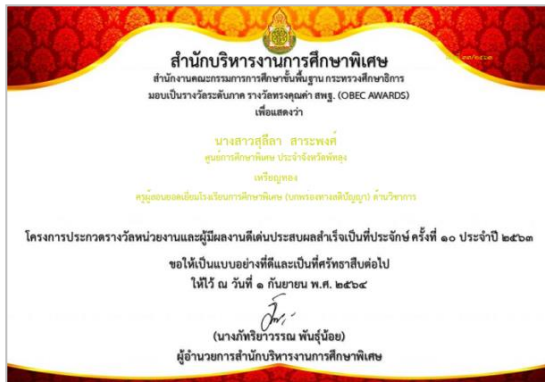 สำนักบริหารงานการศึกษาพิเศษ
สำนักงานคณะกรรมการการศึกษาขั้นพื้นฐาน กระทรวงศึกษาธิการ
มอบเป็นรางวัลระดับภาค รางวัลทรงคุณค่า สพฐ. (OBEC AWARDS)
เพื่อแสดงว่า
นางสาวสุลีลา สาระพงศ์
ศูนย์การศึกษาพิเศษ ประจำจังหวัดพัทลุง
เหรียญทอง
ครูผู้สอนยอดเยี่ยมโรงเรียนการศึกษาพิเศษ (บกพร่องทางสติปัญญา) ด้านวิชาการ
โครงการประกวดรางวัลหน่วยงานและผู้มีผลงานดีเด่นประสบผลสำเร็จเป็นที่ประจักษ์ ครั้งที่ ๑๐ ประจำปี ๒๕๖๓
ขอให้เป็นแบบอย่างที่ดีและเป็นที่ศรัทธาสืบต่อไป
ให้ไว้ ณ วันที่ ๑ กันยายน พ.ศ. ๒๕๖๔
(นางภัทริยาวรรณ พันธุ์น้อย)
ผู้อำนวยการสำนักบริหารงานการศึกษาพิเศษ